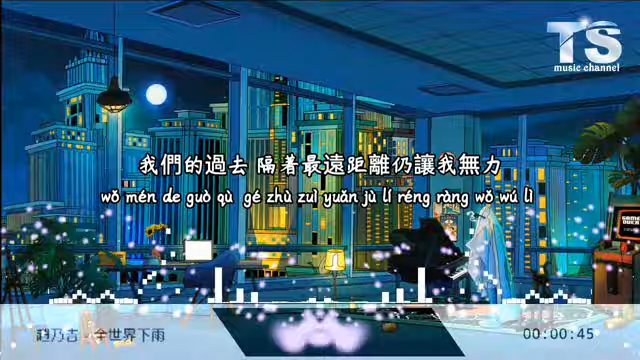 TS
music channel
我們的過去 隔着最遠距離仍讓我無力
wǒ mén de guò qù gé zhù zuì yuǎn jù lí réng ràng wǒ wú lì
GAME
OVER
趙乃吉 - 全世界下雨
00:00:45